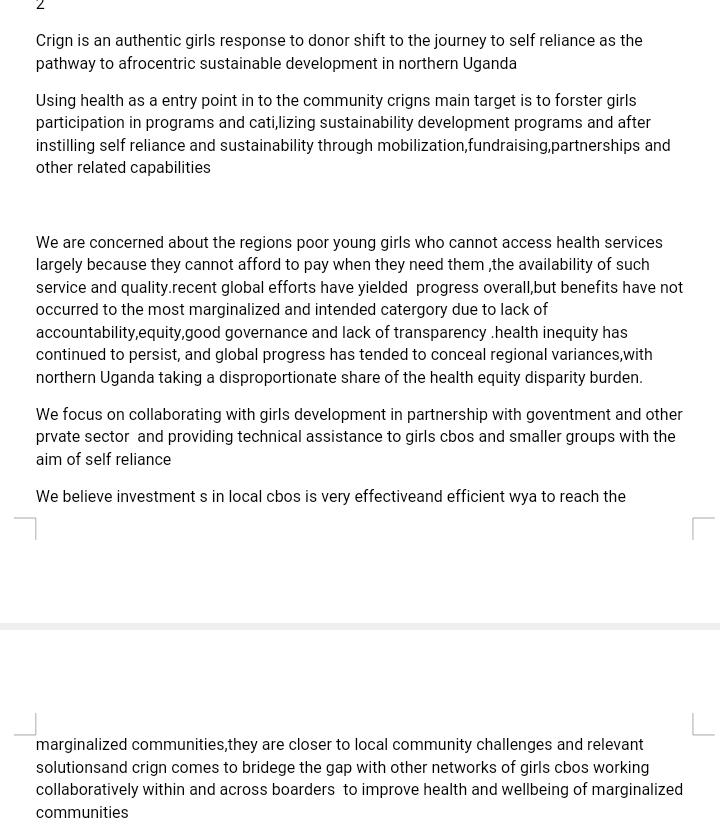 2
Crign is an authentic girls response to donor shift to the journey to self reliance as the
pathway to afrocentric sustainable development in northern Uganda
Using health as a entry point in to the community crigns main target is to forster girls
participation in programs and cati,lizing sustainability development programs and after
instilling self reliance and sustainability through mobilization,fundraising,partnerships and
other related capabilities
We are concerned about the regions poor young girls who cannot access health services
largely because they cannot afford to pay when they need them ,the availability of such
service and quality.recent global efforts have yielded  progress overall,but benefits have not
occurred to the most marginalized and intended catergory due to lack of
accountability,equity,good governance and lack of transparency .health inequity has
continued to persist, and global progress has tended to conceal regional variances,with
northern Uganda taking a disproportionate share of the health equity disparity burden.
We focus on collaborating with girls development in partnership with goventment and other
prvate sector  and providing technical assistance to girls cbos and smaller groups with the
aim of self reliance
We believe investment s in local cbos is very effectiveand efficient wya to reach the
marginalized communities,they are closer to local community challenges and relevant
solutionsand crign comes to bridege the gap with other networks of girls cbos working
collaboratively within and across boarders  to improve health and wellbeing of marginalized
communities